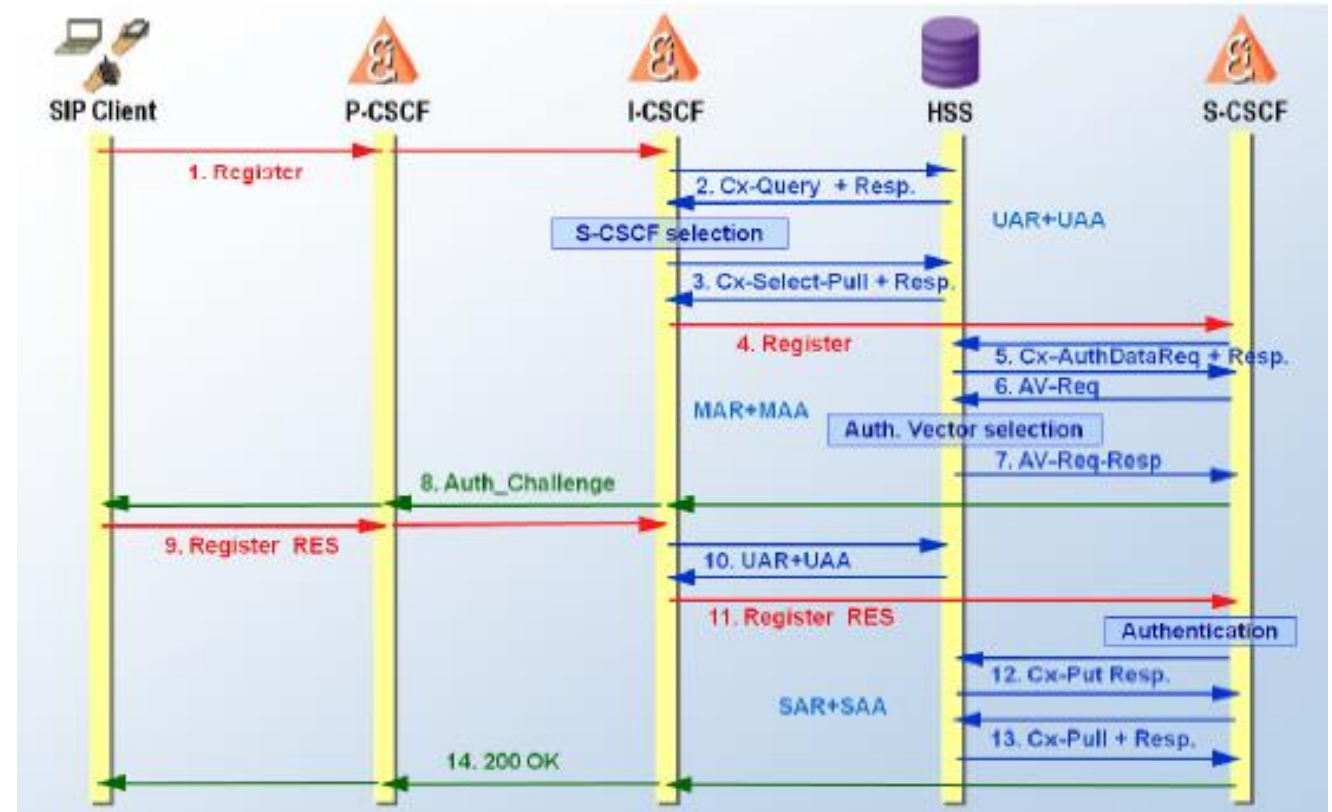 SIP Client
P-CSCF
I-CSCF
HSS
S-CSCF
1. Register
2. Cx-Query + Resp.
UAR+UAA
S-CSCF selection
3. Cx-Select-Pull + Resp.
4. Register
5. Cx-AuthDataReq + Resp.
6. AV-Req
MAR+MAA
Auth. Vector selection
7. AV-Req-Resp
8. Auth_Challenge
9. Register RES
10. UAR+UAA
11. Register RES
Authentication
12. Cx-Put Resp.
SAR+SAA
13. Cx-Pull + Resp.
14. 200 OK